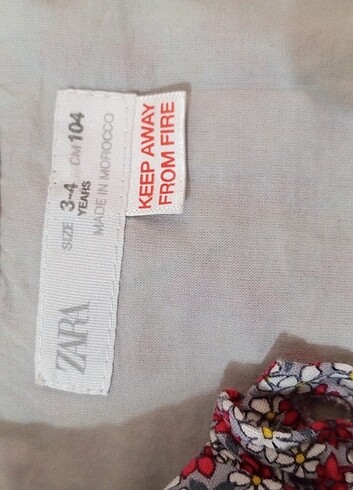 ZARA
SIZE 3-4 CM 104
YEARS
MADE IN MOROCCO
KEEP AWAY
FROM FIRE